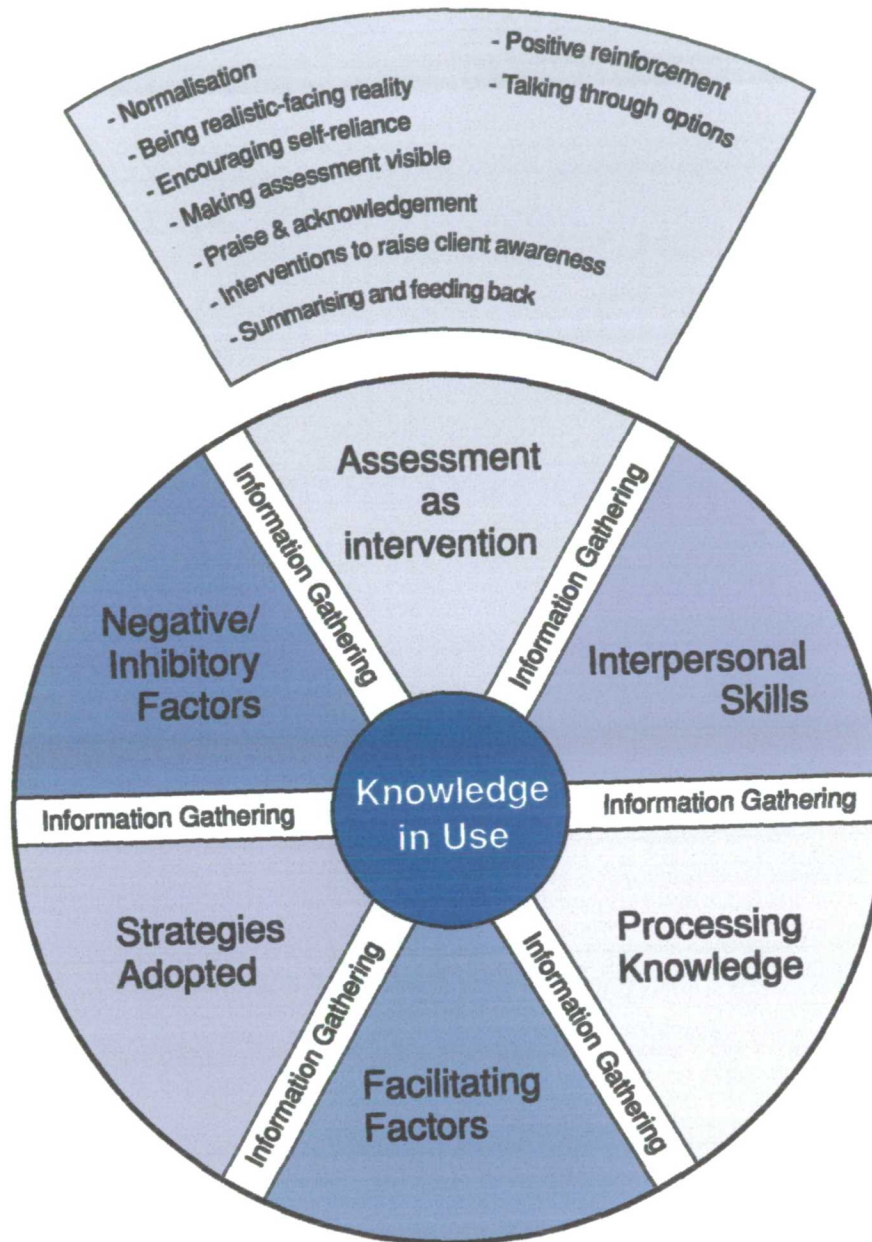 - Normalisation
- Being realistic-facing reality
- Encouraging self-reliance
- Making assessment visible
- Praise & acknowledgement
- Interventions to raise client awareness
- Summarising and feeding back
- Positive reinforcement
- Talking through options
Assessment
as
intervention
Information Gathering
Information Gathering
Negative/
Inhibitory
Factors
Interpersonal
Skills
Knowledge
in Use
Information Gathering
Information Gathering
Strategies
Adopted
Processing
Knowledge
Information Gathering
Information Gathering
Facilitating
Factors